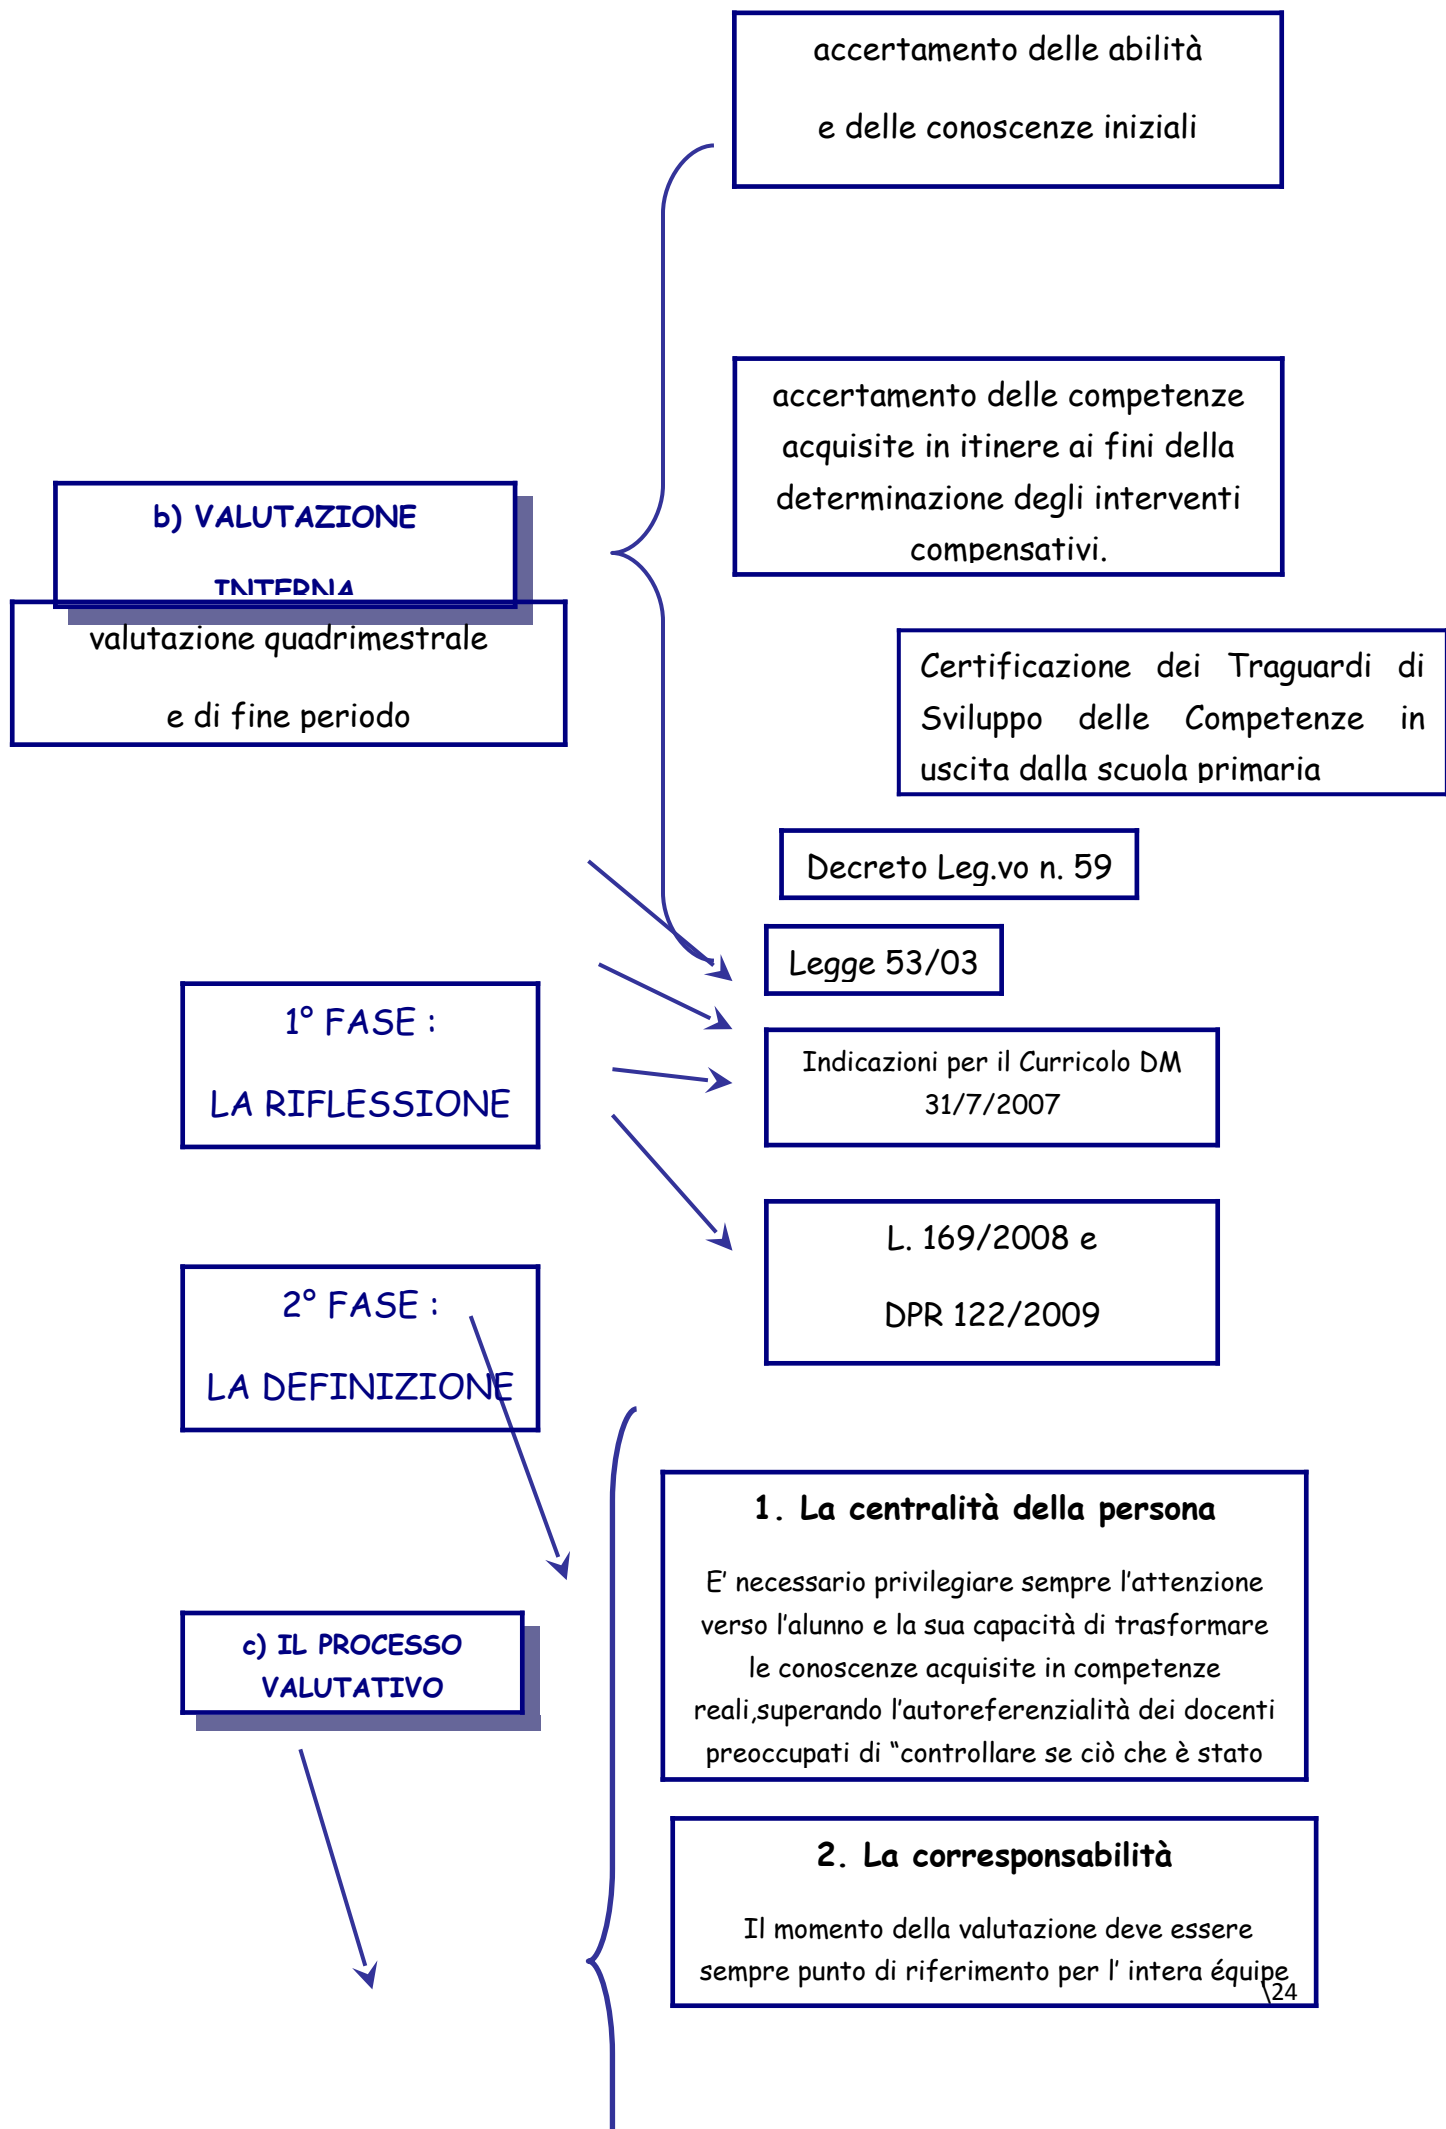 accertamento delle abilità
e delle conoscenze iniziali
accertamento delle competenze
acquisite in itinere ai fini della
determinazione degli interventi
compensativi.
b) VALUTAZIONE
INTERNA
valutazione quadrimestrale
e di fine periodo
Certificazione dei Traguardi di
Sviluppo delle Competenze in
uscita dalla scuola primaria
Decreto Leg.vo n. 59
Legge 53/03
1° FASE :
LA RIFLESSIONE
Indicazioni per il Curricolo DM
31/7/2007
L. 169/2008 e
DPR 122/2009
2° FASE :
LA DEFINIZIONE
1. La centralità della persona
E’ necessario privilegiare sempre l’attenzione
verso l’alunno e la sua capacità di trasformare
le conoscenze acquisite in competenze
reali,superando l’autoreferenzialità dei docenti
preoccupati di “controllare se ciò che è stato
c) IL PROCESSO
VALUTATIVO
2. La corresponsabilità
Il momento della valutazione deve essere
sempre punto di riferimento per l’ intera équipe
\24